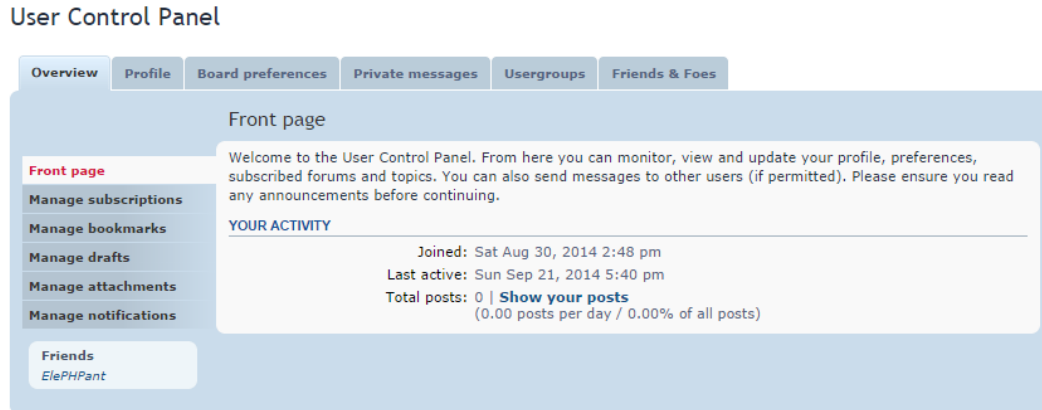 User Control Panel
Overview Profile Board preferences Private messages Usergroups Friends & Foes
Front page
Front page
Manage subscriptions
Manage bookmarks
Manage drafts
Manage attachments
Manage notifications
Friends
ElePHPant
Welcome to the User Control Panel. From here you can monitor, view and update your profile, preferences,
subscribed forums and topics. You can also send messages to other users (if permitted). Please ensure you read
any announcements before continuing.
YOUR ACTIVITY
Joined: Sat Aug 30, 2014 2:48 pm
Last active: Sun Sep 21, 2014 5:40 pm
Total posts: 0 | Show your posts
(0.00 posts per day / 0.00% of all posts)